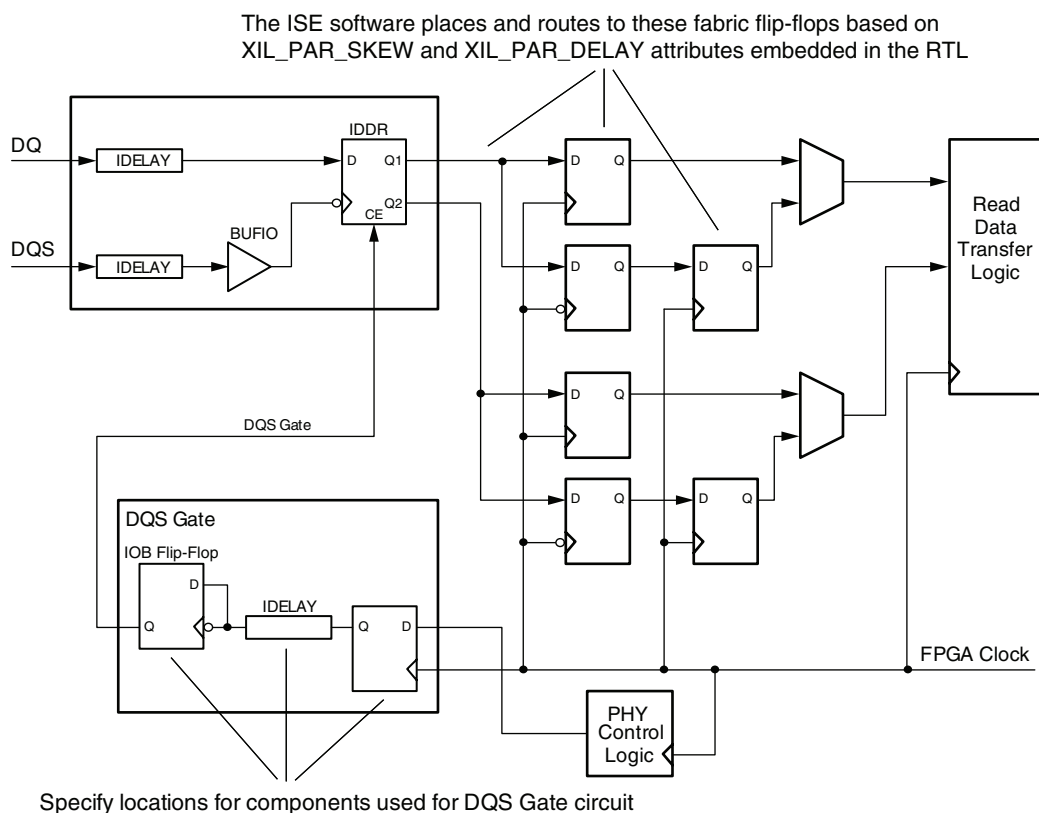 The ISE software places and routes to these fabric flip-flops based on
XIL_PAR_SKEW and XIL_PAR_DELAY attributes embedded in the RTL
DQ
IDELAY
IDDR
D
Q1
Q2
CE
DQS
IDELAY
BUFIO
D
Q
D
Q
D
Q
D
Q
D
Q
D
Q
Read
Data
Transfer
Logic
DQS Gate
DQS Gate
IOB Flip-Flop
D
Q
IDELAY
Q
D
FPGA Clock
PHY
Control
Logic
Specify locations for components used for DQS Gate circuit